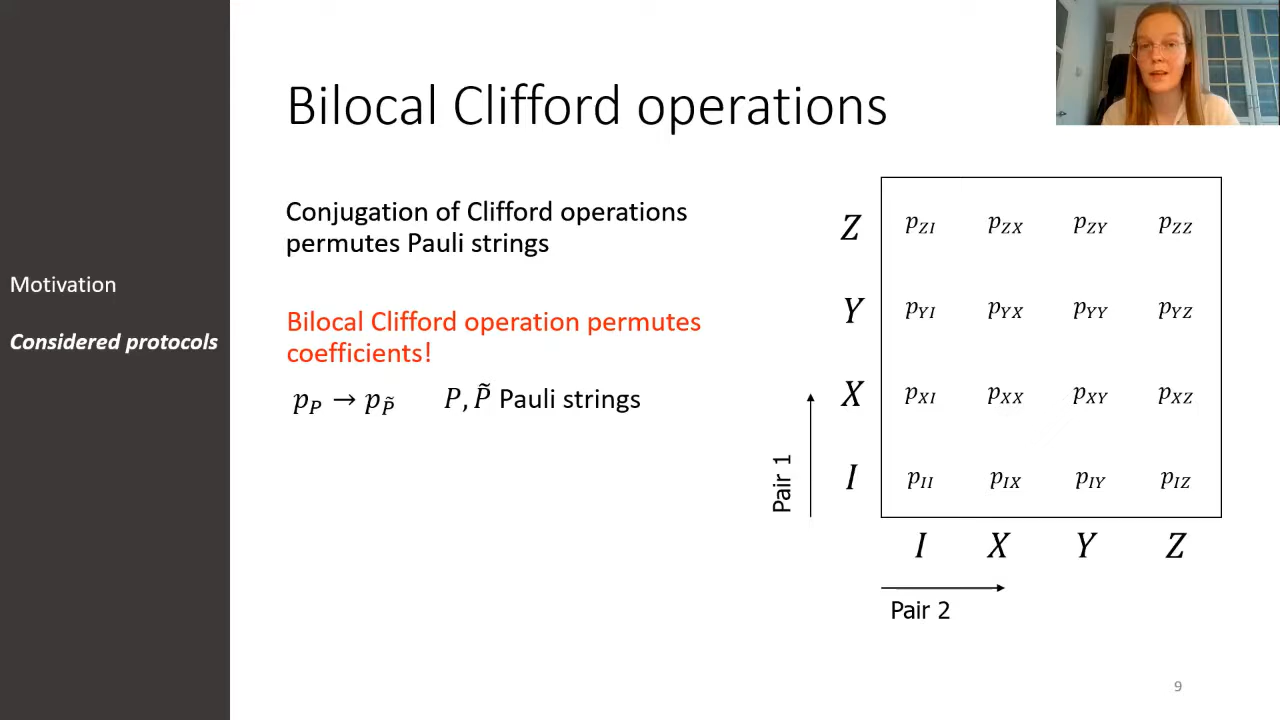 Bilocal Clifford operations
Motivation
Considered protocols
Conjugation of Clifford operations
permutes Pauli strings
Bilocal Clifford operation permutes
coefficients!
p_P → p_P̃ P, P̃ Pauli strings
Z p_ZI p_ZX p_ZY p_ZZ
Y p_YI p_YX p_YY p_YZ
X p_XI p_XX p_XY p_XZ
I p_II p_IX p_IY p_IZ
I X Y Z
Pair 1
Pair 2
9